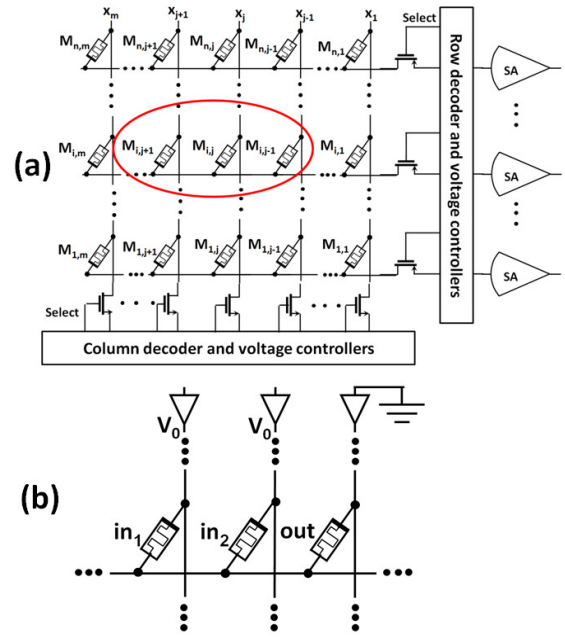 x_m x_j+1 x_j x_j-1 x_1
Select
M_n,m M_n,j+1 M_n,j M_n,j-1 M_n,1
SA
(a)
M_i,m M_i,j+1 M_i,j M_i,j-1 M_i,1
SA
Row decoder and voltage controllers
M_1,m M_1,j+1 M_1,j M_1,j-1 M_1,1
SA
Select
Column decoder and voltage controllers
V_0 V_0
(b)
in_1 in_2 out